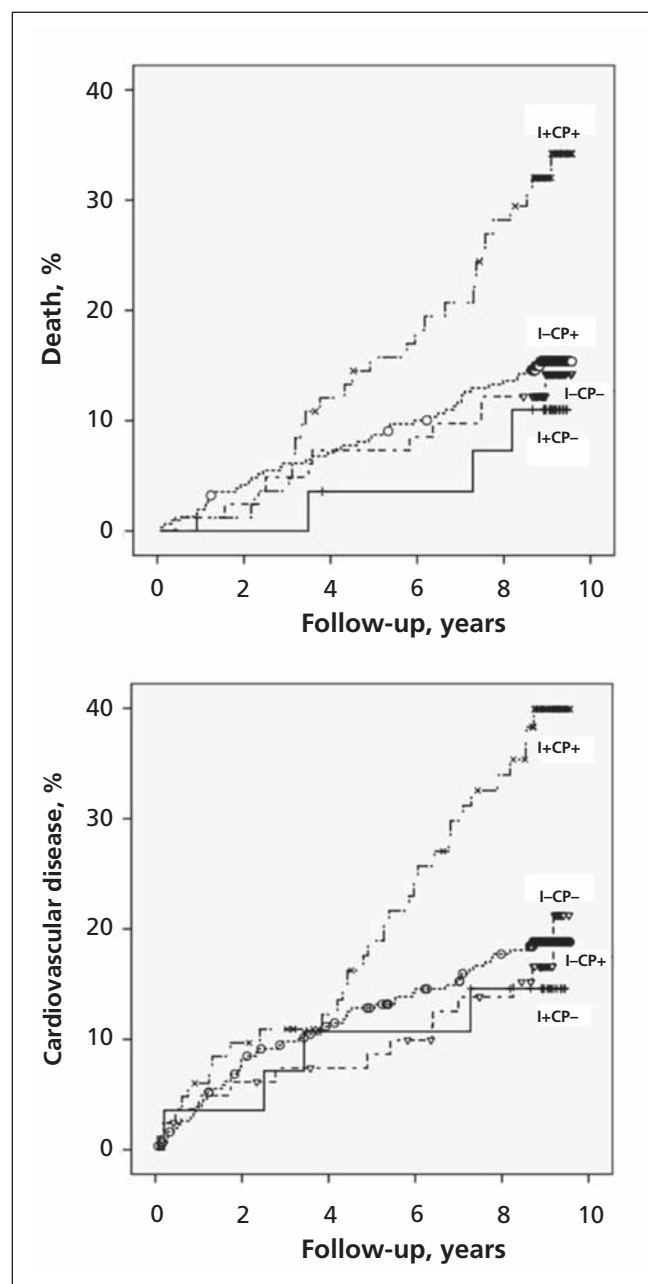 40
30
20
10
0
Death, %
I+CP+
I–CP+
I–CP–
I+CP–
0 2 4 6 8 10
Follow-up, years
40
30
20
10
0
Cardiovascular disease, %
I+CP+
I–CP–
I–CP+
I+CP–
0 2 4 6 8 10
Follow-up, years